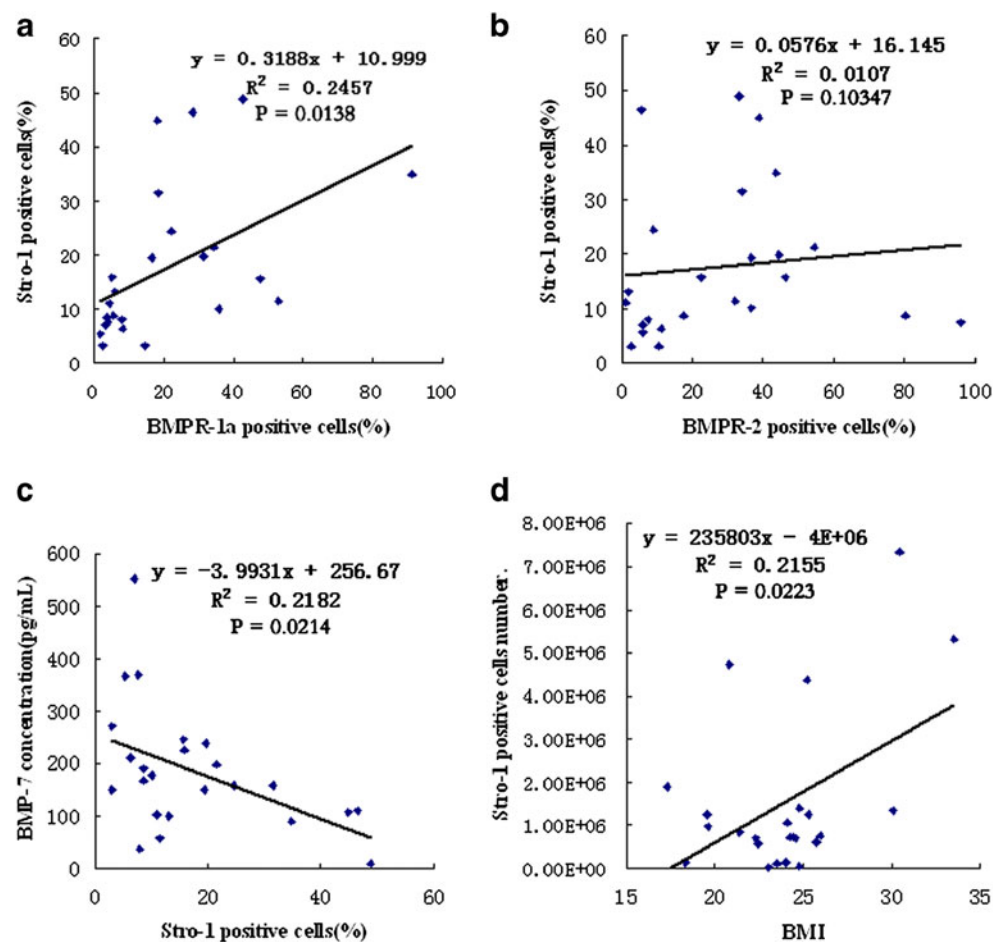 a
y = 0.3188x + 10.999
R² = 0.2457
P = 0.0138
Stro-1 positive cells(%)
60
50
40
30
20
10
0
0 20 40 60 80 100
BMPR-1a positive cells(%)
b
y = 0.0576x + 16.145
R² = 0.0107
P = 0.10347
Stro-1 positive cells(%)
60
50
40
30
20
10
0
0 20 40 60 80 100
BMPR-2 positive cells(%)
c
y = -3.9931x + 256.67
R² = 0.2182
P = 0.0214
BMP-7 concentration(pg/mL)
600
500
400
300
200
100
0
0 20 40 60
Stro-1 positive cells(%)
d
y = 235803x - 4E+06
R² = 0.2155
P = 0.0223
Stro-1 positive cells number.
8.00E+06
7.00E+06
6.00E+06
5.00E+06
4.00E+06
3.00E+06
2.00E+06
1.00E+06
0.00E+00
15 20 25 30 35
BMI